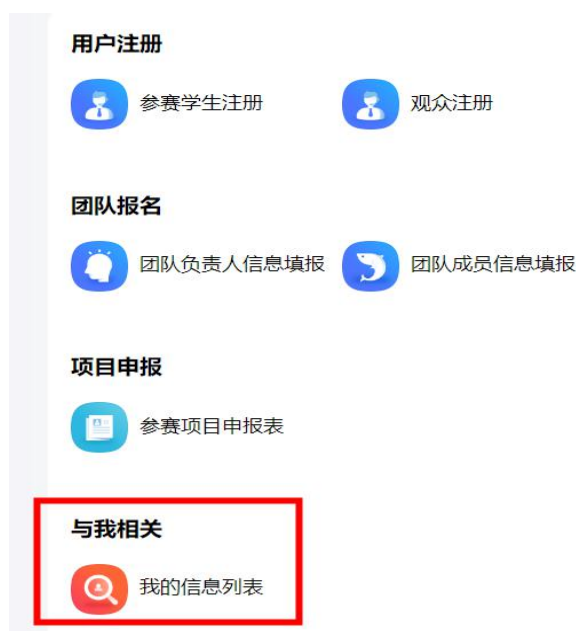 用户注册
参赛学生注册 观众注册
团队报名
团队负责人信息填报 团队成员信息填报
项目申报
参赛项目申报表
与我相关
我的信息列表